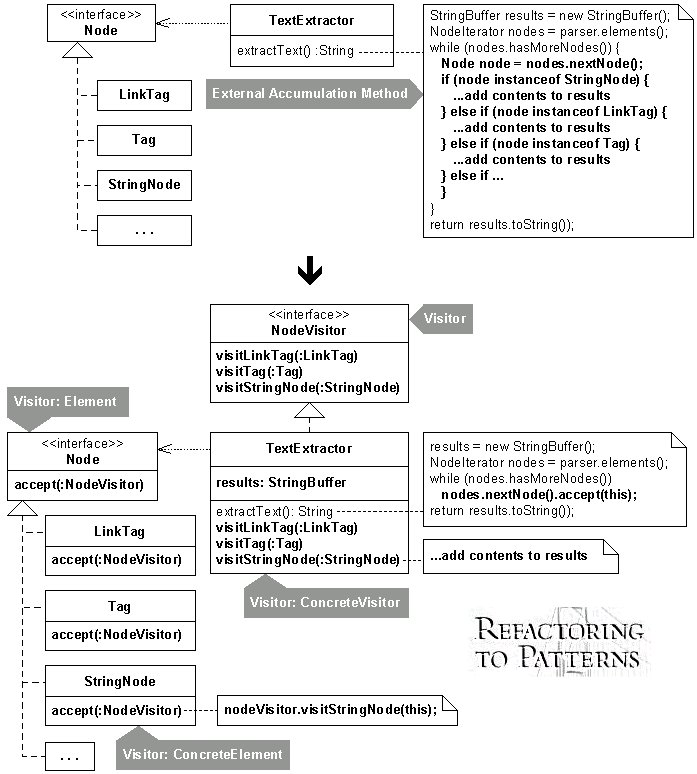 <<interface>>
Node
TextExtractor
extractText() :String
StringBuffer results = new StringBuffer();
NodeIterator nodes = parser.elements();
while (nodes.hasMoreNodes()) {
Node node = nodes.nextNode();
if (node instanceof StringNode) {
...add contents to results
} else if (node instanceof LinkTag) {
...add contents to results
} else if (node instanceof Tag) {
...add contents to results
} else if ...
}
}
return results.toString());
External Accumulation Method
LinkTag
Tag
StringNode
...
<<interface>>
NodeVisitor
visitLinkTag(:LinkTag)
visitTag(:Tag)
visitStringNode(:StringNode)
Visitor
Visitor: Element
<<interface>>
Node
accept(:NodeVisitor)
TextExtractor
results: StringBuffer
extractText(): String
visitLinkTag(:LinkTag)
visitTag(:Tag)
visitStringNode(:StringNode)
results = new StringBuffer();
NodeIterator nodes = parser.elements();
while (nodes.hasMoreNodes())
nodes.nextNode().accept(this);
return results.toString());
...add contents to results
Visitor: ConcreteVisitor
LinkTag
accept(:NodeVisitor)
Tag
accept(:NodeVisitor)
StringNode
accept(:NodeVisitor)
nodeVisitor.visitStringNode(this);
Visitor: ConcreteElement
...
REFACTORING
TO PATTERNS